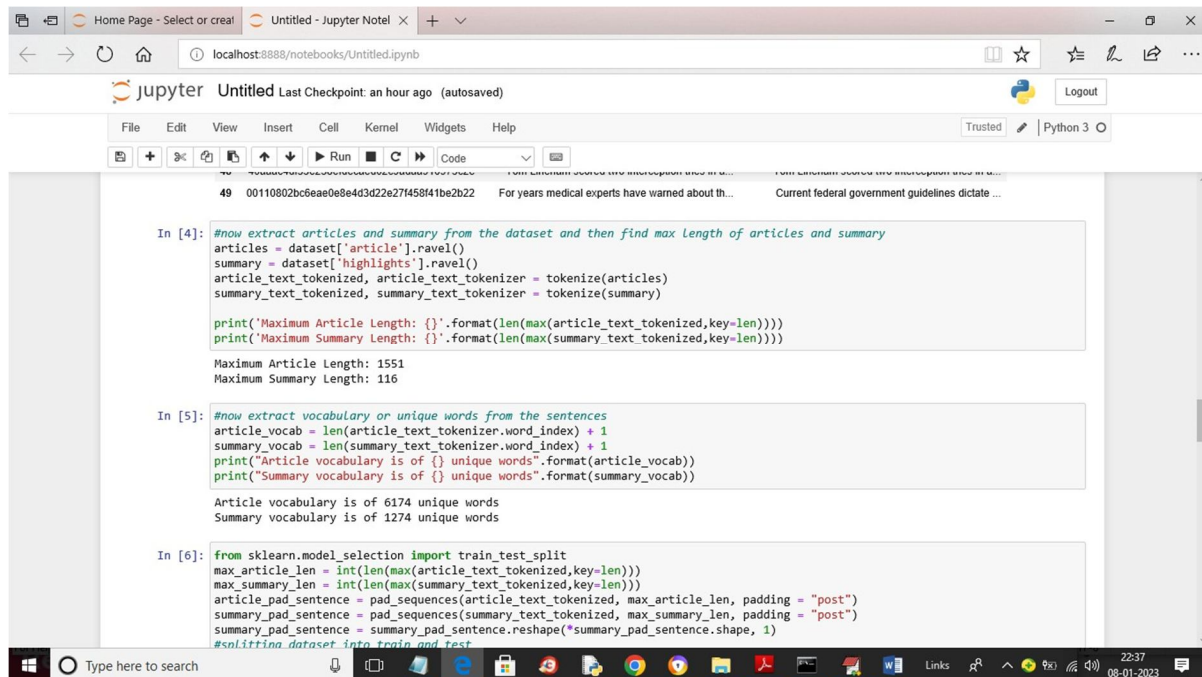 Home Page - Select or creat
Untitled - Jupyter Notel
localhost:8888/notebooks/Untitled.ipynb
jupyter Untitled Last Checkpoint: an hour ago (autosaved)
Logout
File Edit View Insert Cell Kernel Widgets Help
Trusted Python 3
Run Code
49 00110802bc6eae0e8e4d3d22e27f458f41be2b22 For years medical experts have warned about th... Current federal government guidelines dictate ...
In [4]: #now extract articles and summary from the dataset and then find max length of articles and summary
articles = dataset['article'].ravel()
summary = dataset['highlights'].ravel()
article_text_tokenized, article_text_tokenizer = tokenize(articles)
summary_text_tokenized, summary_text_tokenizer = tokenize(summary)
print('Maximum Article Length: {}'.format(len(max(article_text_tokenized,key=len))))
print('Maximum Summary Length: {}'.format(len(max(summary_text_tokenized,key=len))))
Maximum Article Length: 1551
Maximum Summary Length: 116
In [5]: #now extract vocabulary or unique words from the sentences
article_vocab = len(article_text_tokenizer.word_index) + 1
summary_vocab = len(summary_text_tokenizer.word_index) + 1
print("Article vocabulary is of {} unique words".format(article_vocab))
print("Summary vocabulary is of {} unique words".format(summary_vocab))
Article vocabulary is of 6174 unique words
Summary vocabulary is of 1274 unique words
In [6]: from sklearn.model_selection import train_test_split
max_article_len = int(len(max(article_text_tokenized,key=len)))
max_summary_len = int(len(max(summary_text_tokenized,key=len)))
article_pad_sentence = pad_sequences(article_text_tokenized, max_article_len, padding = "post")
summary_pad_sentence = pad_sequences(summary_text_tokenized, max_summary_len, padding = "post")
summary_pad_sentence = summary_pad_sentence.reshape(*summary_pad_sentence.shape, 1)
#splitting dataset into train and test
Type here to search
Links
22:37
08-01-2023